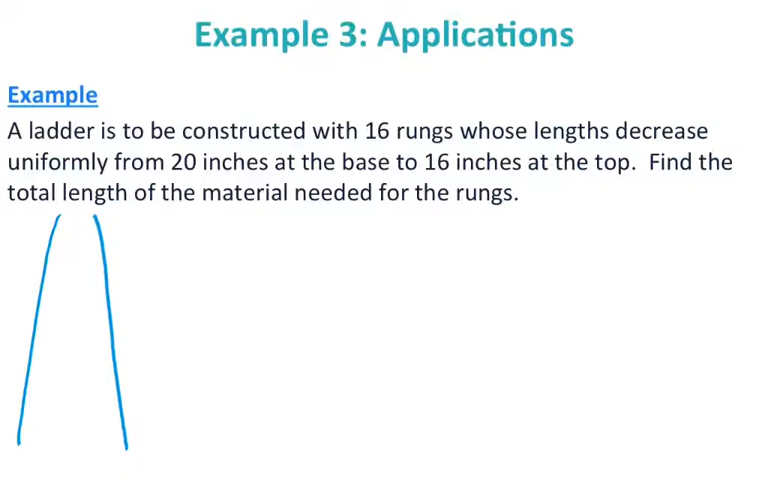 Example 3: Applications
Example
A ladder is to be constructed with 16 rungs whose lengths decrease
uniformly from 20 inches at the base to 16 inches at the top.  Find the
total length of the material needed for the rungs.